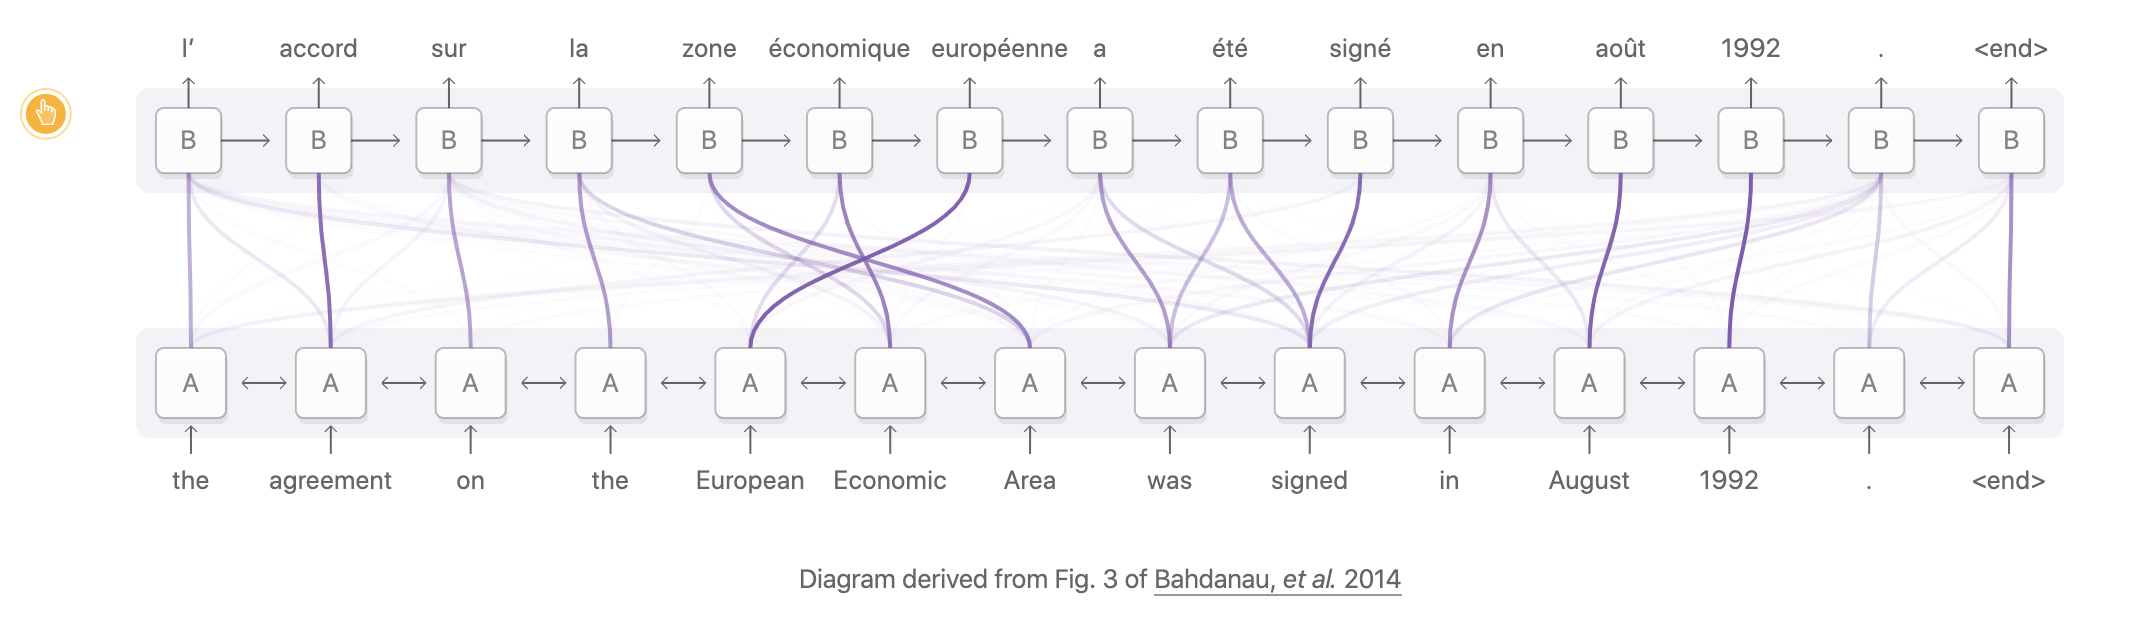 l’ accord sur la zone économique européenne a été signé en août 1992 . <end>
B B B B B B B B B B B B B B B
A A A A A A A A A A A A A A
the agreement on the European Economic Area was signed in August 1992 . <end>
Diagram derived from Fig. 3 of Bahdanau, et al. 2014